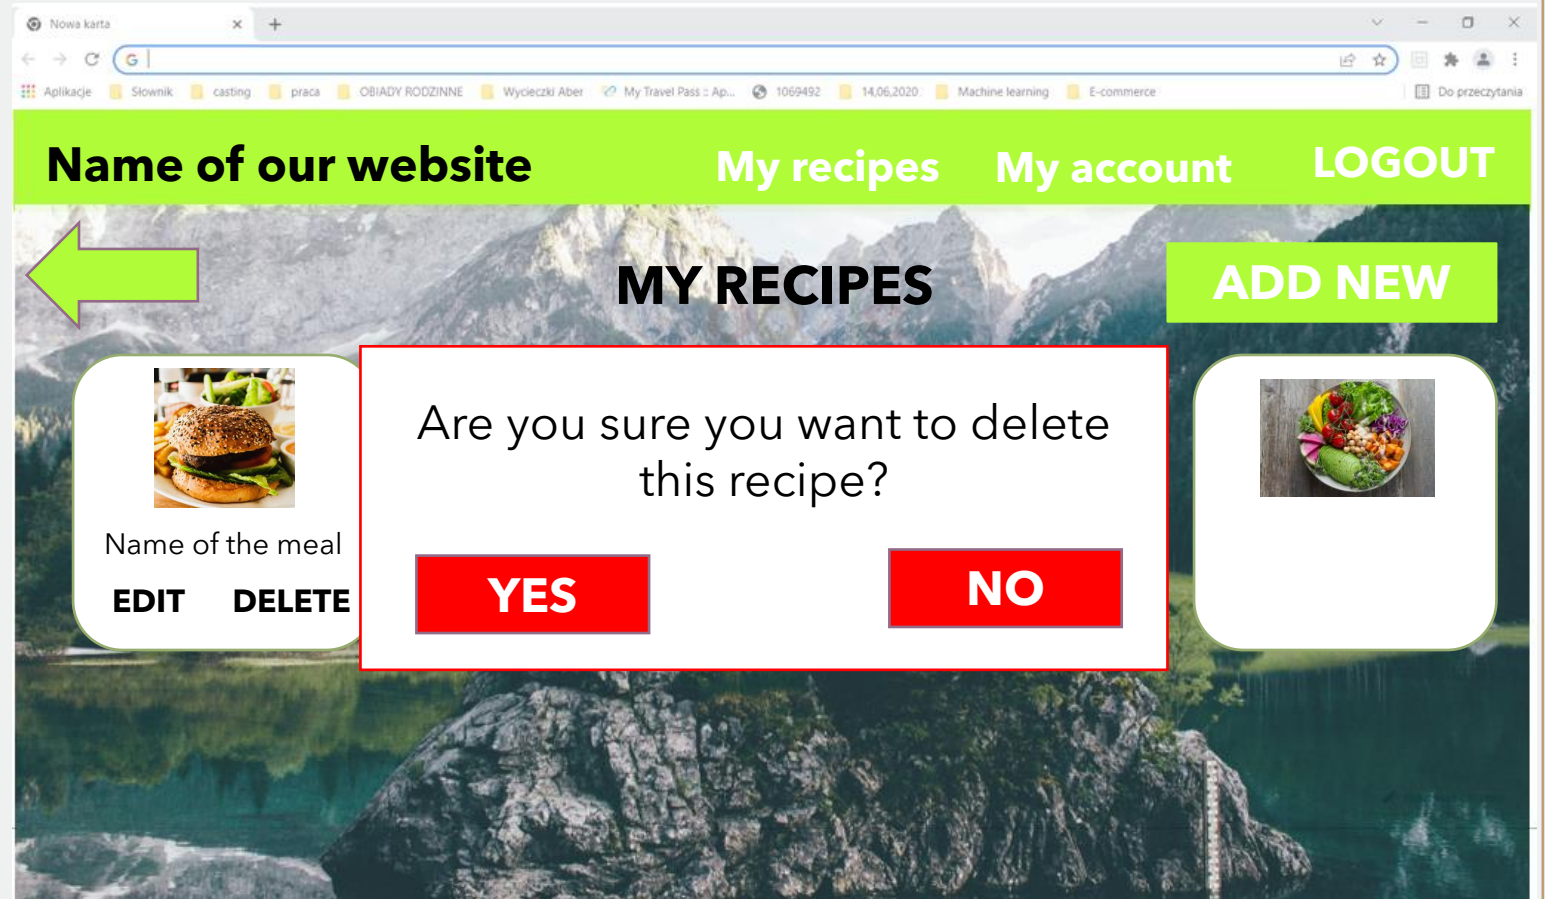 Nowa karta
G
Aplikacje Słownik casting praca OBIADY RODZINNE Wycieczki Aber My Travel Pass :: Ap... 1069492 14,06,2020 Machine learning E-commerce Do przeczytania
Name of our website My recipes My account LOGOUT
MY RECIPES ADD NEW
Are you sure you want to delete
this recipe?
Name of the meal
EDIT DELETE YES NO